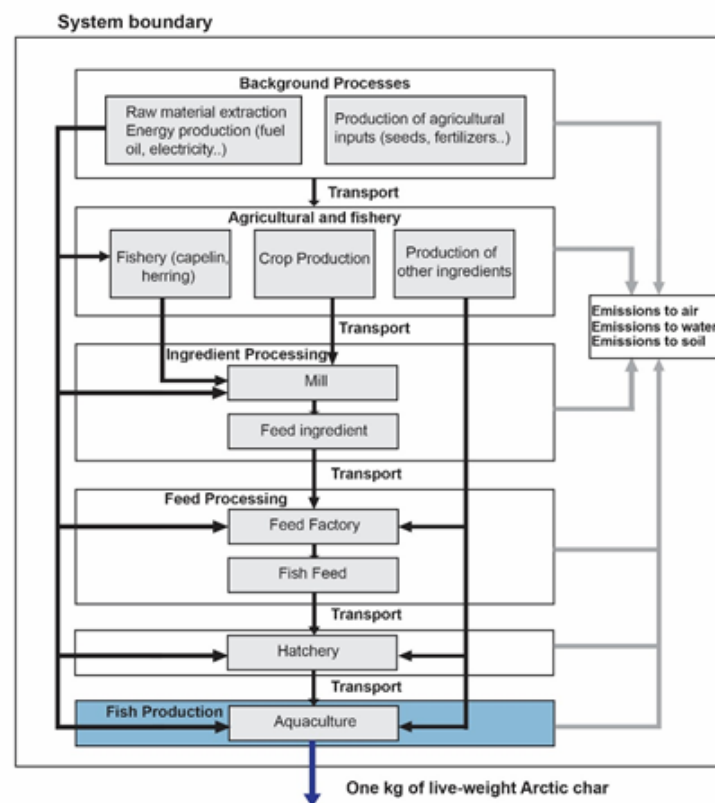 System boundary
Background Processes
Raw material extraction
Energy production (fuel
oil, electricity..)
Production of agricultural
inputs (seeds, fertilizers..)
Transport
Agricultural and fishery
Fishery (capelin,
herring)
Crop Production
Production of
other ingredients
Emissions to air
Emissions to water
Emissions to soil
Transport
Ingredient Processing
Mill
Feed ingredient
Transport
Feed Processing
Feed Factory
Fish Feed
Transport
Hatchery
Transport
Fish Production
Aquaculture
One kg of live-weight Arctic char